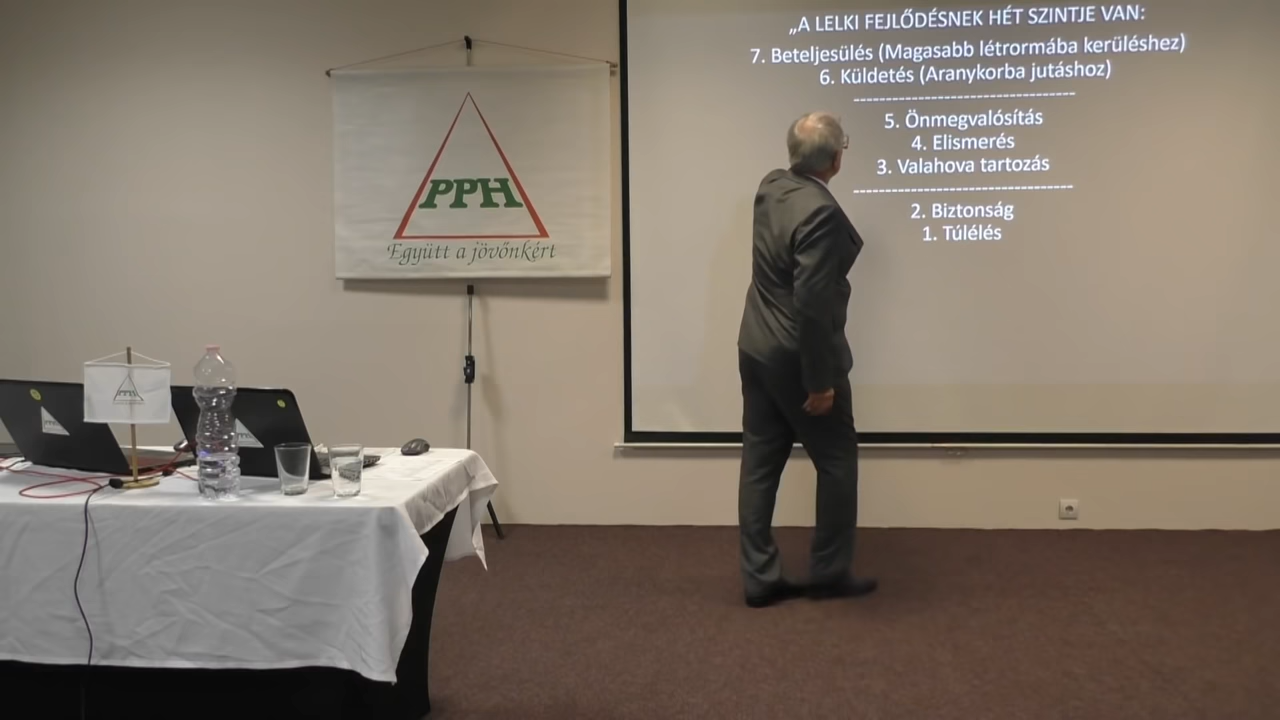 „A LELKI FEJLŐDÉSNEK HÉT SZINTJE VAN:
7. Beteljesülés (Magasabb létrormába kerüléshez)
6. Küldetés (Aranykorba jutáshoz)
5. Önmegvalósítás
4. Elismerés
3. Valahova tartozás
2. Biztonság
1. Túlélés
PPH
Együtt a jövőnkért
PPH